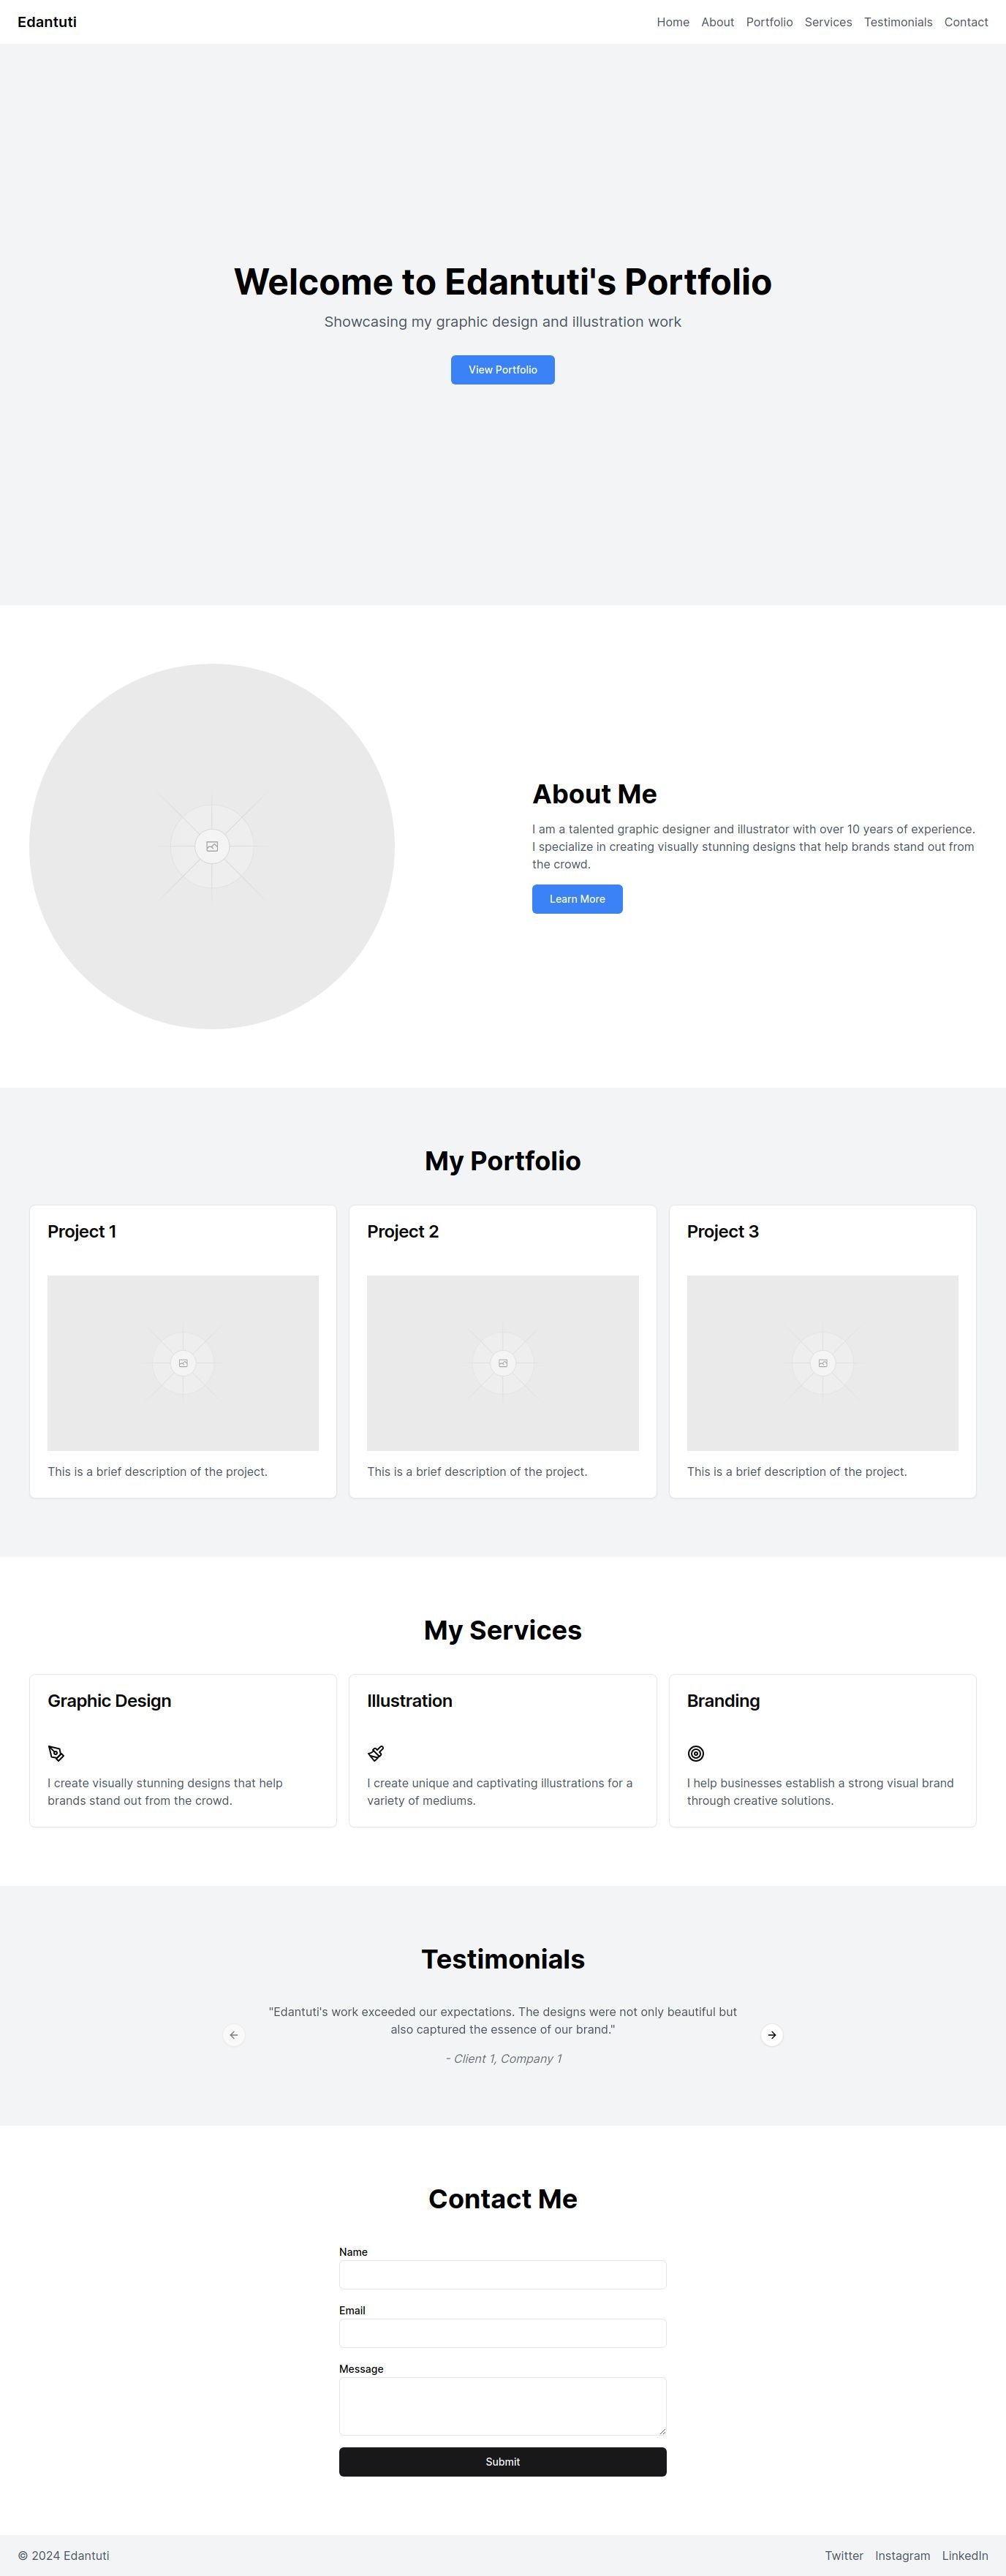 Edantuti
Home About Portfolio Services Testimonials Contact
Welcome to Edantuti's Portfolio
Showcasing my graphic design and illustration work
View Portfolio
About Me
I am a talented graphic designer and illustrator with over 10 years of experience.
I specialize in creating visually stunning designs that help brands stand out from
the crowd.
Learn More
My Portfolio
Project 1
This is a brief description of the project.
Project 2
This is a brief description of the project.
Project 3
This is a brief description of the project.
My Services
Graphic Design
I create visually stunning designs that help
brands stand out from the crowd.
Illustration
I create unique and captivating illustrations for a
variety of mediums.
Branding
I help businesses establish a strong visual brand
through creative solutions.
Testimonials
"Edantuti's work exceeded our expectations. The designs were not only beautiful but
also captured the essence of our brand."
- Client 1, Company 1
Contact Me
Name
Email
Message
Submit
© 2024 Edantuti
Twitter Instagram LinkedIn